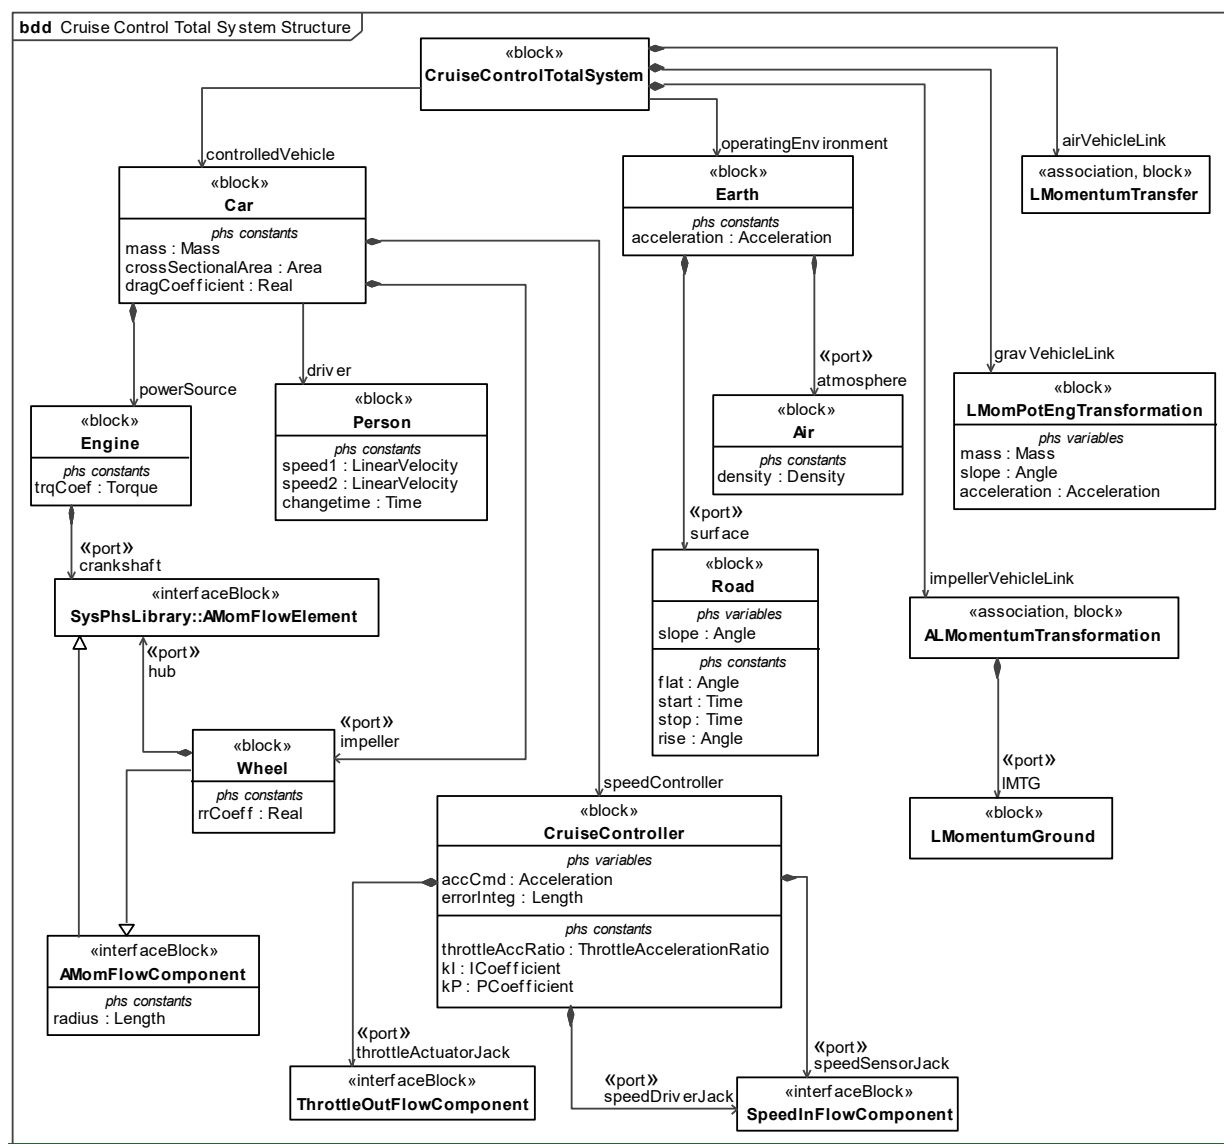 bdd Cruise Control Total System Structure
«block»
CruiseControlTotalSystem
controlledVehicle
operatingEnvironment
airVehicleLink
«block»
Car
phs constants
mass : Mass
crossSectionalArea : Area
dragCoefficient : Real
«block»
Earth
phs constants
acceleration : Acceleration
«association, block»
LMomentumTransfer
powerSource
driver
«port»
atmosphere
gravVehicleLink
«block»
Engine
phs constants
trqCoef : Torque
«block»
Person
phs constants
speed1 : LinearVelocity
speed2 : LinearVelocity
changetime : Time
«block»
Air
phs constants
density : Density
«block»
LMomPotEngTransformation
phs variables
mass : Mass
slope : Angle
acceleration : Acceleration
«port»
crankshaft
«port»
surface
impellerVehicleLink
«interfaceBlock»
SysPhsLibrary::AMomFlowElement
«block»
Road
phs variables
slope : Angle
phs constants
flat : Angle
start : Time
stop : Time
rise : Angle
«association, block»
ALMomentumTransformation
«port»
hub
«port»
impeller
«block»
Wheel
phs constants
rrCoeff : Real
speedController
«port»
lMTG
«block»
CruiseController
phs variables
accCmd : Acceleration
errorInteg : Length
phs constants
throttleAccRatio : ThrottleAccelerationRatio
kI : ICoefficient
kP : PCoefficient
«block»
LMomentumGround
«interfaceBlock»
AMomFlowComponent
phs constants
radius : Length
«port»
throttleActuatorJack
«port»
speedDriverJack
«port»
speedSensorJack
«interfaceBlock»
ThrottleOutFlowComponent
«interfaceBlock»
SpeedInFlowComponent